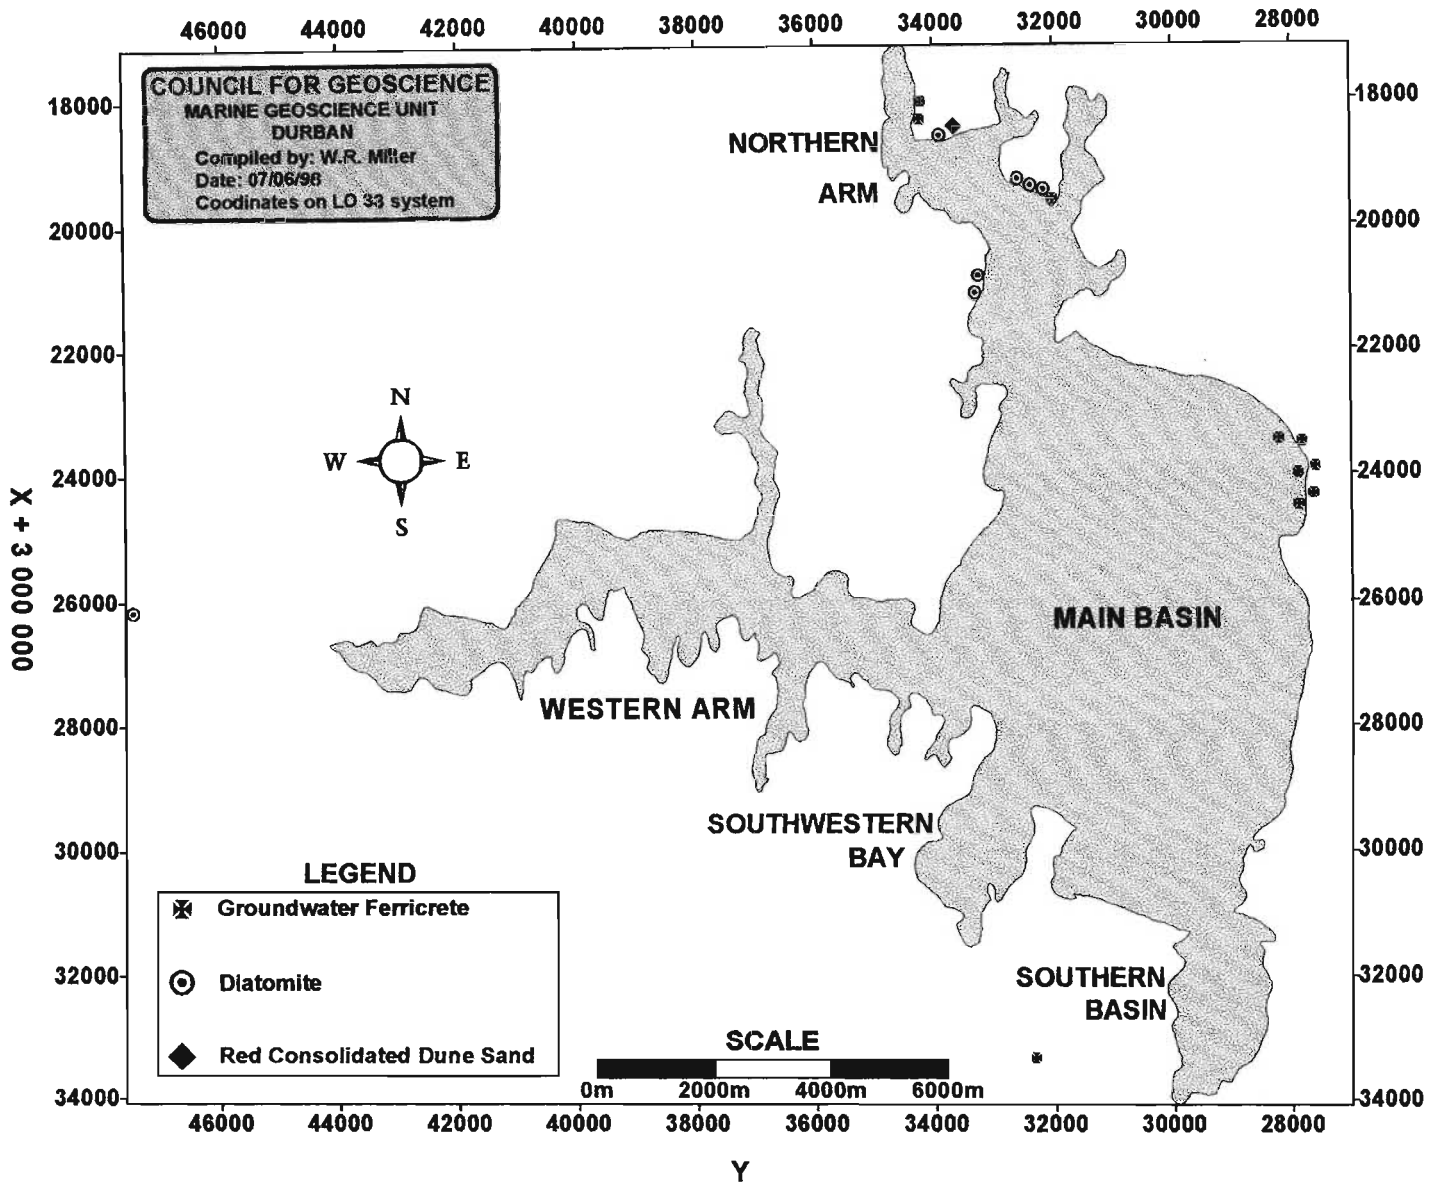 46000 44000 42000 40000 38000 36000 34000 32000 30000 28000
COUNCIL FOR GEOSCIENCE
MARINE GEOSCIENCE UNIT
DURBAN
Compiled by: W.R. Miller
Date: 07/06/98
Coodinates on LO 33 system
18000 18000
NORTHERN
ARM
20000 20000
22000 22000
N
W E
S
24000 24000
X + 3 000 000
26000 26000
MAIN BASIN
WESTERN ARM
28000 28000
SOUTHWESTERN
BAY
30000 30000
LEGEND
Groundwater Ferricrete
Diatomite
Red Consolidated Dune Sand
32000 32000
SOUTHERN
BASIN
SCALE
0m 2000m 4000m 6000m
34000 34000
46000 44000 42000 40000 38000 36000 34000 32000 30000 28000
Y